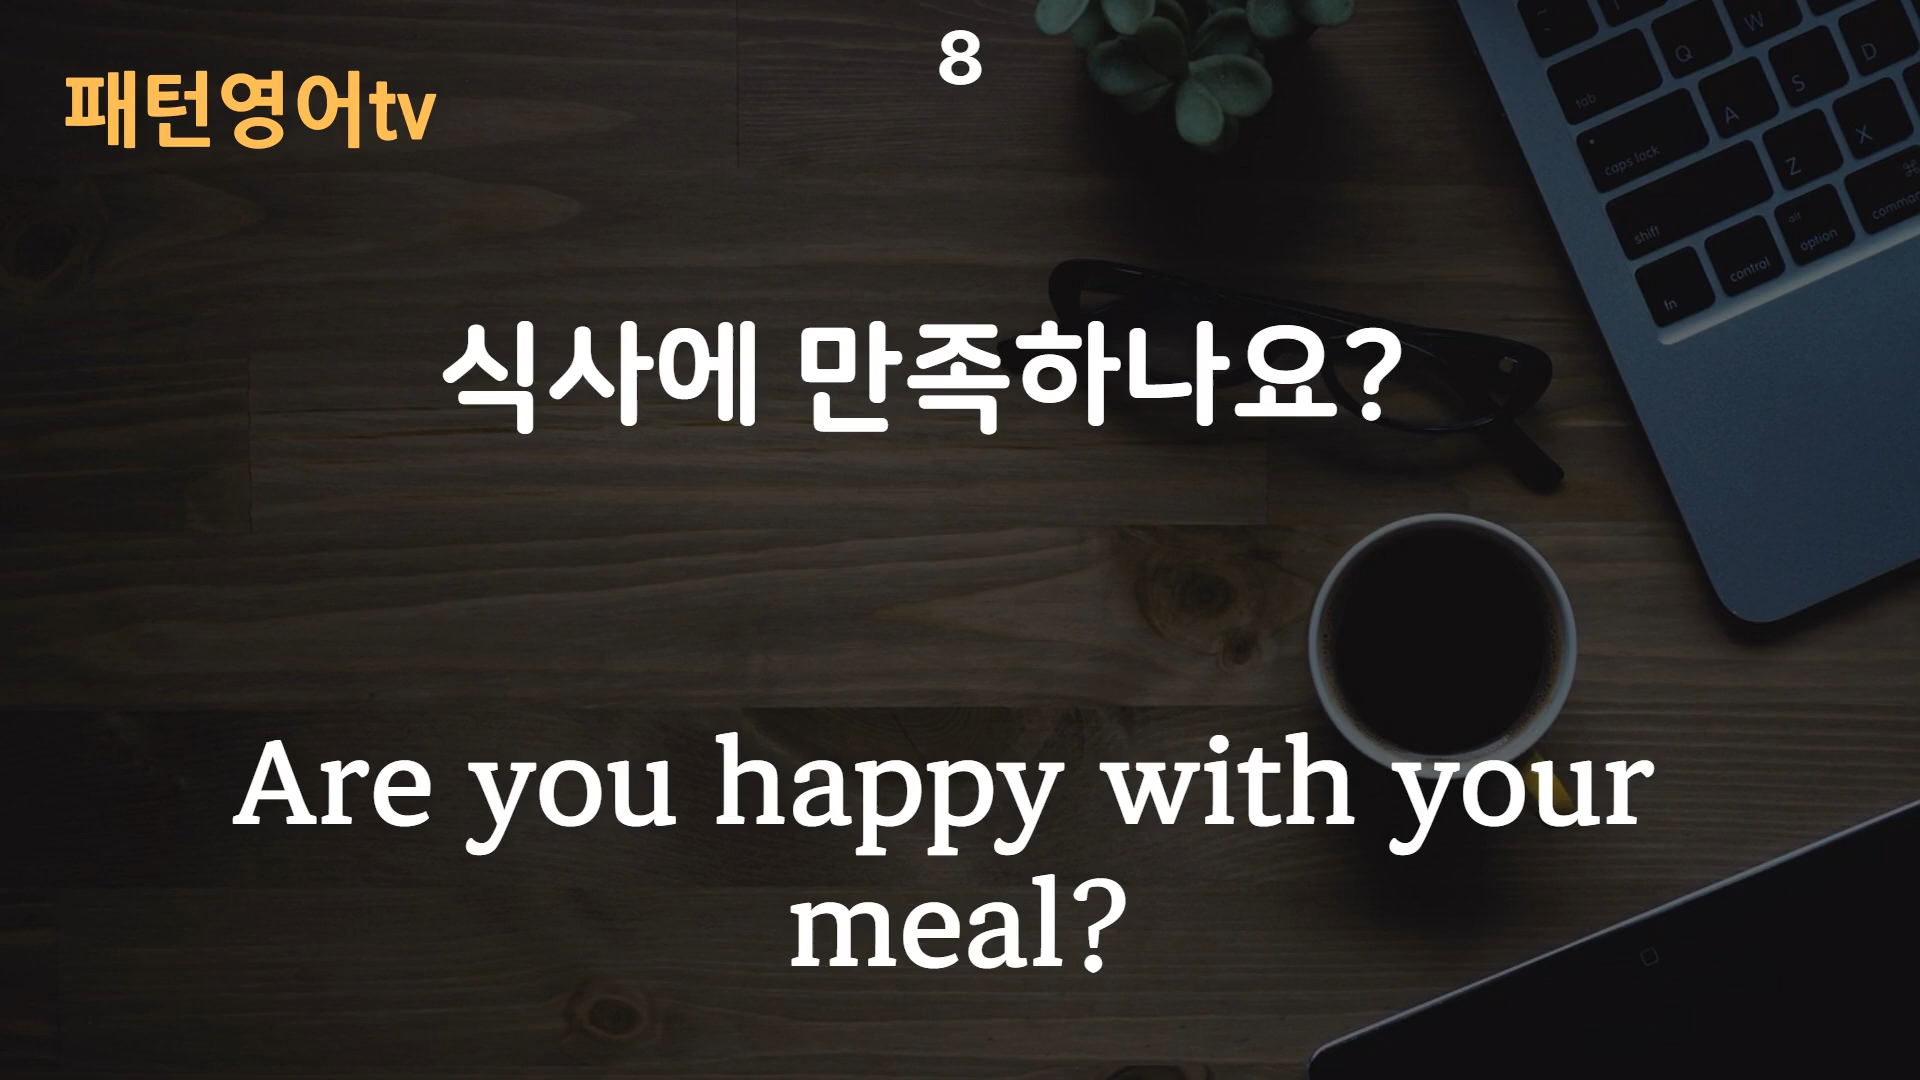 8
패턴영어tv
식사에 만족하나요?
Are you happy with your
meal?
Q
W
tab
A
S
D
caps lock
Z
X
shift
fn
control
alt
option
⌘